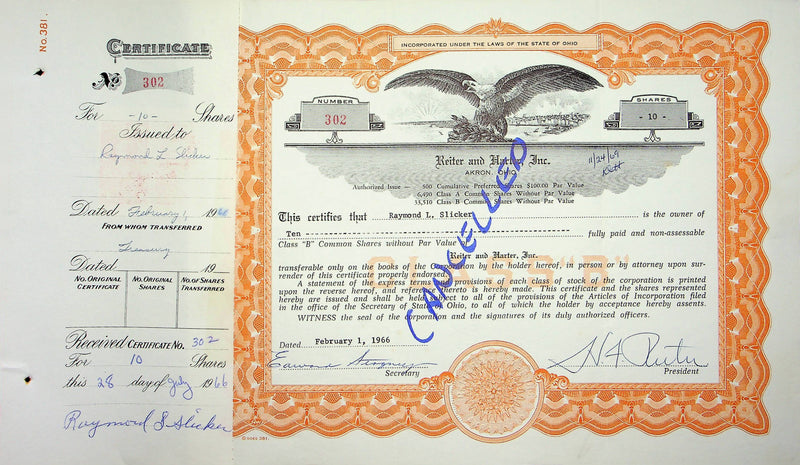 No. 381.
CERTIFICATE
No 302
For -10- Shares
Issued to
Raymond L Slicker
Dated February 1, 1966
FROM WHOM TRANSFERRED
Treasury
Dated 19
NO. ORIGINAL CERTIFICATE
NO. ORIGINAL SHARES
NO. OF SHARES TRANSFERRED
Received CERTIFICATE NO. 302
For 10 Shares
this 28 day of July 1966
Raymond L Slicker
INCORPORATED UNDER THE LAWS OF THE STATE OF OHIO
NUMBER
302
SHARES
- 10 -
Reiter and Harter, Inc.
AKRON, OHIO
11/24/69
Authorized Issue — 500 Cumulative Preferred Shares $100.00 Par Value
6,490 Class A Common Shares Without Par Value
33,510 Class B Common Shares Without Par Value
CANCELLED
This certifies that Raymond L. Slicker is the owner of
Ten fully paid and non-assessable
Class "B" Common Shares without Par Value
Reiter and Harter, Inc.
CLASS "B"
transferable only on the books of the Corporation by the holder hereof, in person or by attorney upon sur-
render of this certificate properly endorsed.
A statement of the express terms and provisions of each class of stock of the corporation is printed
upon the reverse hereof, and reference thereto is hereby made. This certificate and the shares represented
hereby are issued and shall be held subject to all of the provisions of the Articles of Incorporation filed
in the office of the Secretary of State of Ohio, to all of which the holder by acceptance hereby assents.
WITNESS the seal of the corporation and the signatures of its duly authorized officers.
Dated February 1, 1966
Secretary
President
© GOES 381